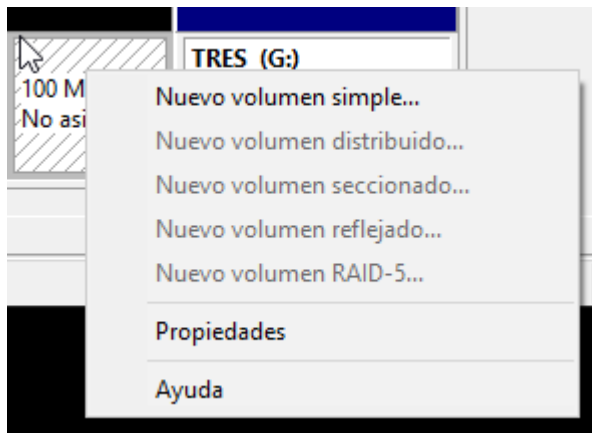 TRES (G:)
100 M
No asi
Nuevo volumen simple...
Nuevo volumen distribuido...
Nuevo volumen seccionado...
Nuevo volumen reflejado...
Nuevo volumen RAID-5...
Propiedades
Ayuda